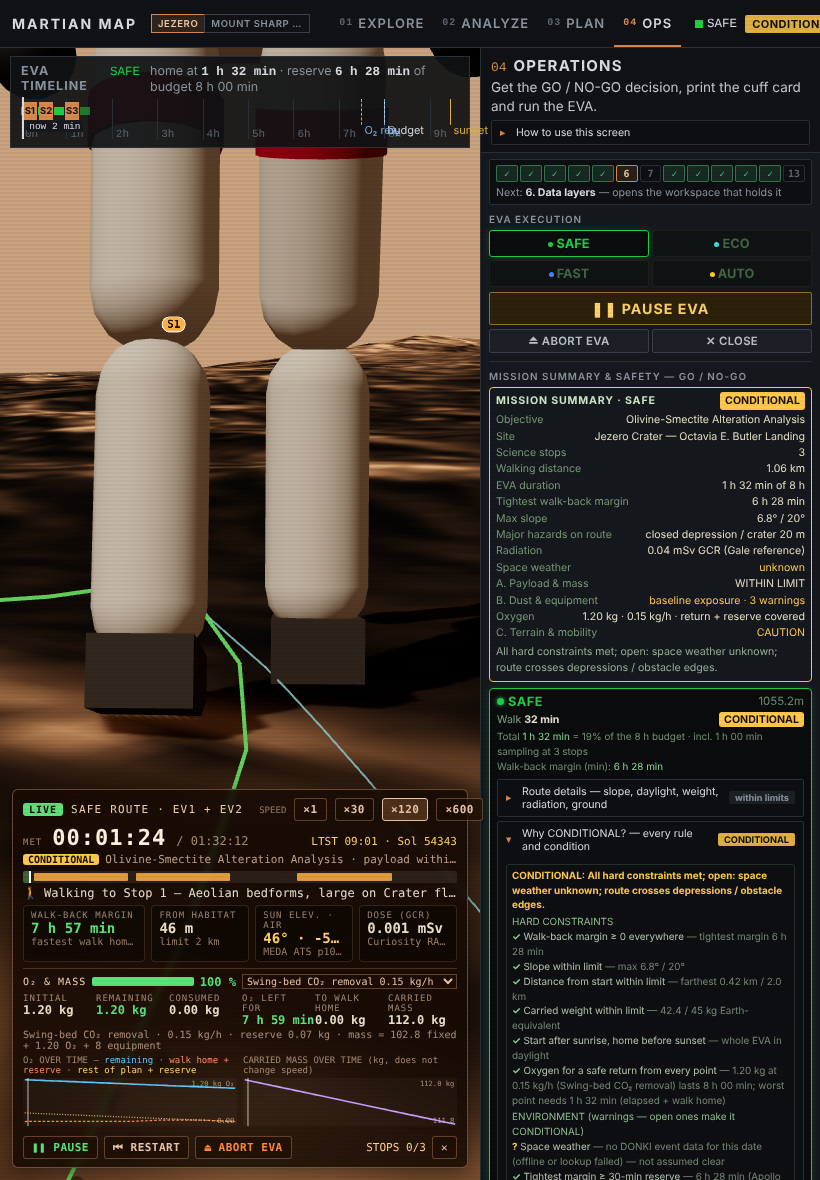 MARTIAN MAP
JEZERO
MOUNT SHARP ...
01 EXPLORE
02 ANALYZE
03 PLAN
04 OPS
SAFE
CONDITION
EVA TIMELINE
SAFE
home at 1 h 32 min · reserve 6 h 28 min of
budget 8 h 00 min
S1 S2 S3
now 2 min
1h 2h 3h 4h 5h 6h 7h 9h
budget
S1
04 OPERATIONS
Get the GO / NO-GO decision, print the cuff card
and run the EVA.
▸ How to use this screen
✓ ✓ ✓ ✓ ✓ 6 7 ✓ ✓ ✓ ✓ ✓ 13
Next: 6. Data layers — opens the workspace that holds it
EVA EXECUTION
SAFE
ECO
FAST
AUTO
❚❚ PAUSE EVA
⏏ ABORT EVA
✕ CLOSE
MISSION SUMMARY & SAFETY — GO / NO-GO
MISSION SUMMARY · SAFE CONDITIONAL
Objective Olivine-Smectite Alteration Analysis
Site Jezero Crater — Octavia E. Butler Landing
Science stops 3
Walking distance 1.06 km
EVA duration 1 h 32 min of 8 h
Tightest walk-back margin 6 h 28 min
Max slope 6.8° / 20°
Major hazards on route closed depression / crater 20 m
Radiation 0.04 mSv GCR (Gale reference)
Space weather unknown
A. Payload & mass WITHIN LIMIT
B. Dust & equipment baseline exposure · 3 warnings
Oxygen 1.20 kg · 0.15 kg/h · return + reserve covered
C. Terrain & mobility CAUTION
All hard constraints met; open: space weather unknown;
route crosses depressions / obstacle edges.
SAFE 1055.2m
Walk 32 min CONDITIONAL
Total 1 h 32 min = 19% of the 8 h budget · incl. 1 h 00 min
sampling at 3 stops
Walk-back margin (min): 6 h 28 min
▸ Route details — slope, daylight, weight,
radiation, ground
within limits
▾ Why CONDITIONAL? — every rule
and condition
CONDITIONAL
CONDITIONAL: All hard constraints met; open: space
weather unknown; route crosses depressions / obstacle
edges.
HARD CONSTRAINTS
✓ Walk-back margin ≥ 0 everywhere — tightest margin 6 h
28 min
✓ Slope within limit — max 6.8° / 20°
✓ Distance from start within limit — farthest 0.42 km / 2.0
km
✓ Carried weight within limit — 42.4 / 45 kg Earth-
equivalent
✓ Start after sunrise, home before sunset — whole EVA in
daylight
✓ Oxygen for a safe return from every point — 1.20 kg at
0.15 kg/h (Swing-bed CO₂ removal) lasts 8 h 00 min; worst
point needs 1 h 32 min (elapsed + walk home)
ENVIRONMENT (warnings — open ones make it
CONDITIONAL)
? Space weather — no DONKI event data for this date
(offline or lookup failed) — not assumed clear
✓ Tightest margin ≥ 30-min reserve — 6 h 28 min (Apollo
LIVE SAFE ROUTE · EV1 + EV2 SPEED ×1 ×30 ×120 ×600
MET 00:01:24 / 01:32:12 LTST 09:01 · Sol 54343
CONDITIONAL Olivine-Smectite Alteration Analysis · payload withi…
Walking to Stop 1 — Aeolian bedforms, large on Crater fl…
WALK-BACK MARGIN
7 h 57 min
fastest walk hom…
FROM HABITAT
46 m
limit 2 km
SUN ELEV. ·
AIR
46° · -5…
MEDA ATS p10…
DOSE (GCR)
0.001 mSv
Curiosity RA…
O₂ & MASS 100 % Swing-bed CO₂ removal 0.15 kg/h
INITIAL
1.20 kg
REMAINING
1.20 kg
CONSUMED
0.00 kg
O₂ LEFT
FOR
7 h 59 min
TO WALK
HOME
0.00 kg
CARRIED
MASS
112.0 kg
Swing-bed CO₂ removal · 0.15 kg/h · reserve 0.07 kg · mass = 102.8 fixed
+ 1.20 O₂ + 8 equipment
O₂ OVER TIME — remaining · walk home +
reserve · rest of plan + reserve
1.20 kg O₂
0.00
CARRIED MASS OVER TIME (kg, does not
change speed)
112.0 kg
111.8
❚❚ PAUSE
⏮ RESTART
⏏ ABORT EVA
STOPS 0/3
✕